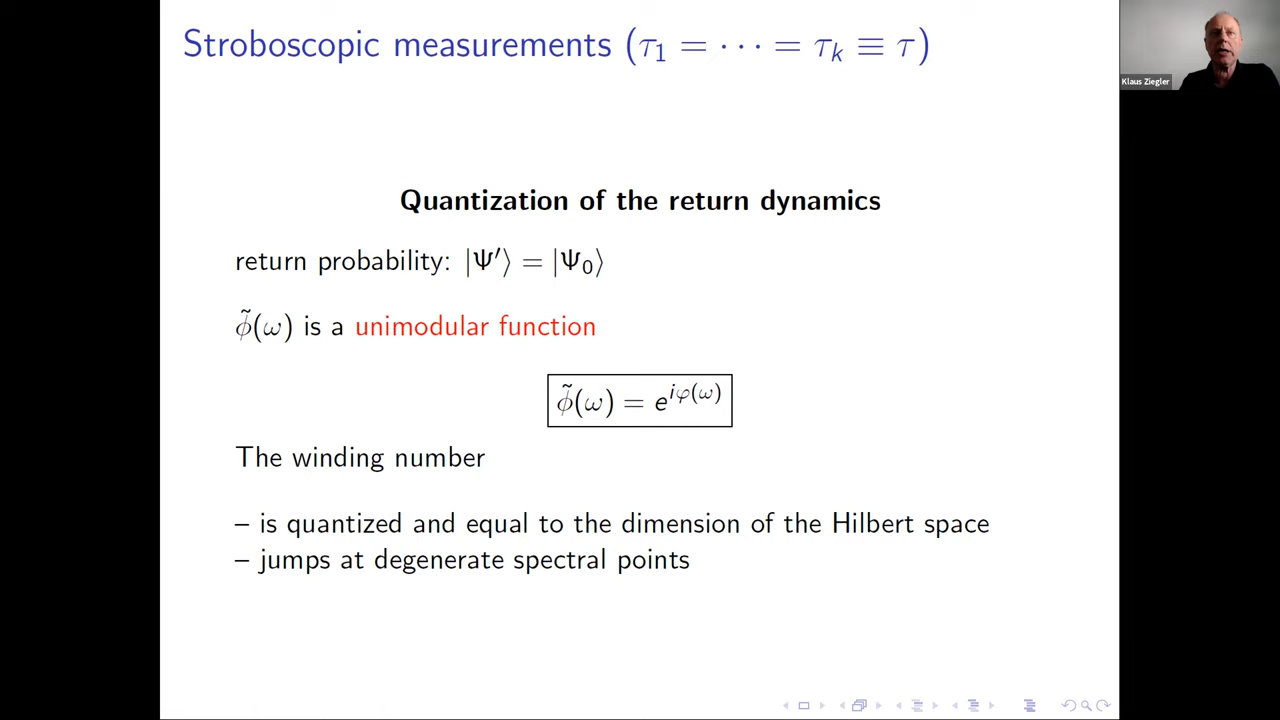 Stroboscopic measurements (τ₁ = ⋯ = τₖ ≡ τ)
Klaus Ziegler
Quantization of the return dynamics
return probability: |Ψ′⟩ = |Ψ₀⟩
ϕ̃(ω) is a unimodular function
ϕ̃(ω) = e^{iφ(ω)}
The winding number
– is quantized and equal to the dimension of the Hilbert space
– jumps at degenerate spectral points